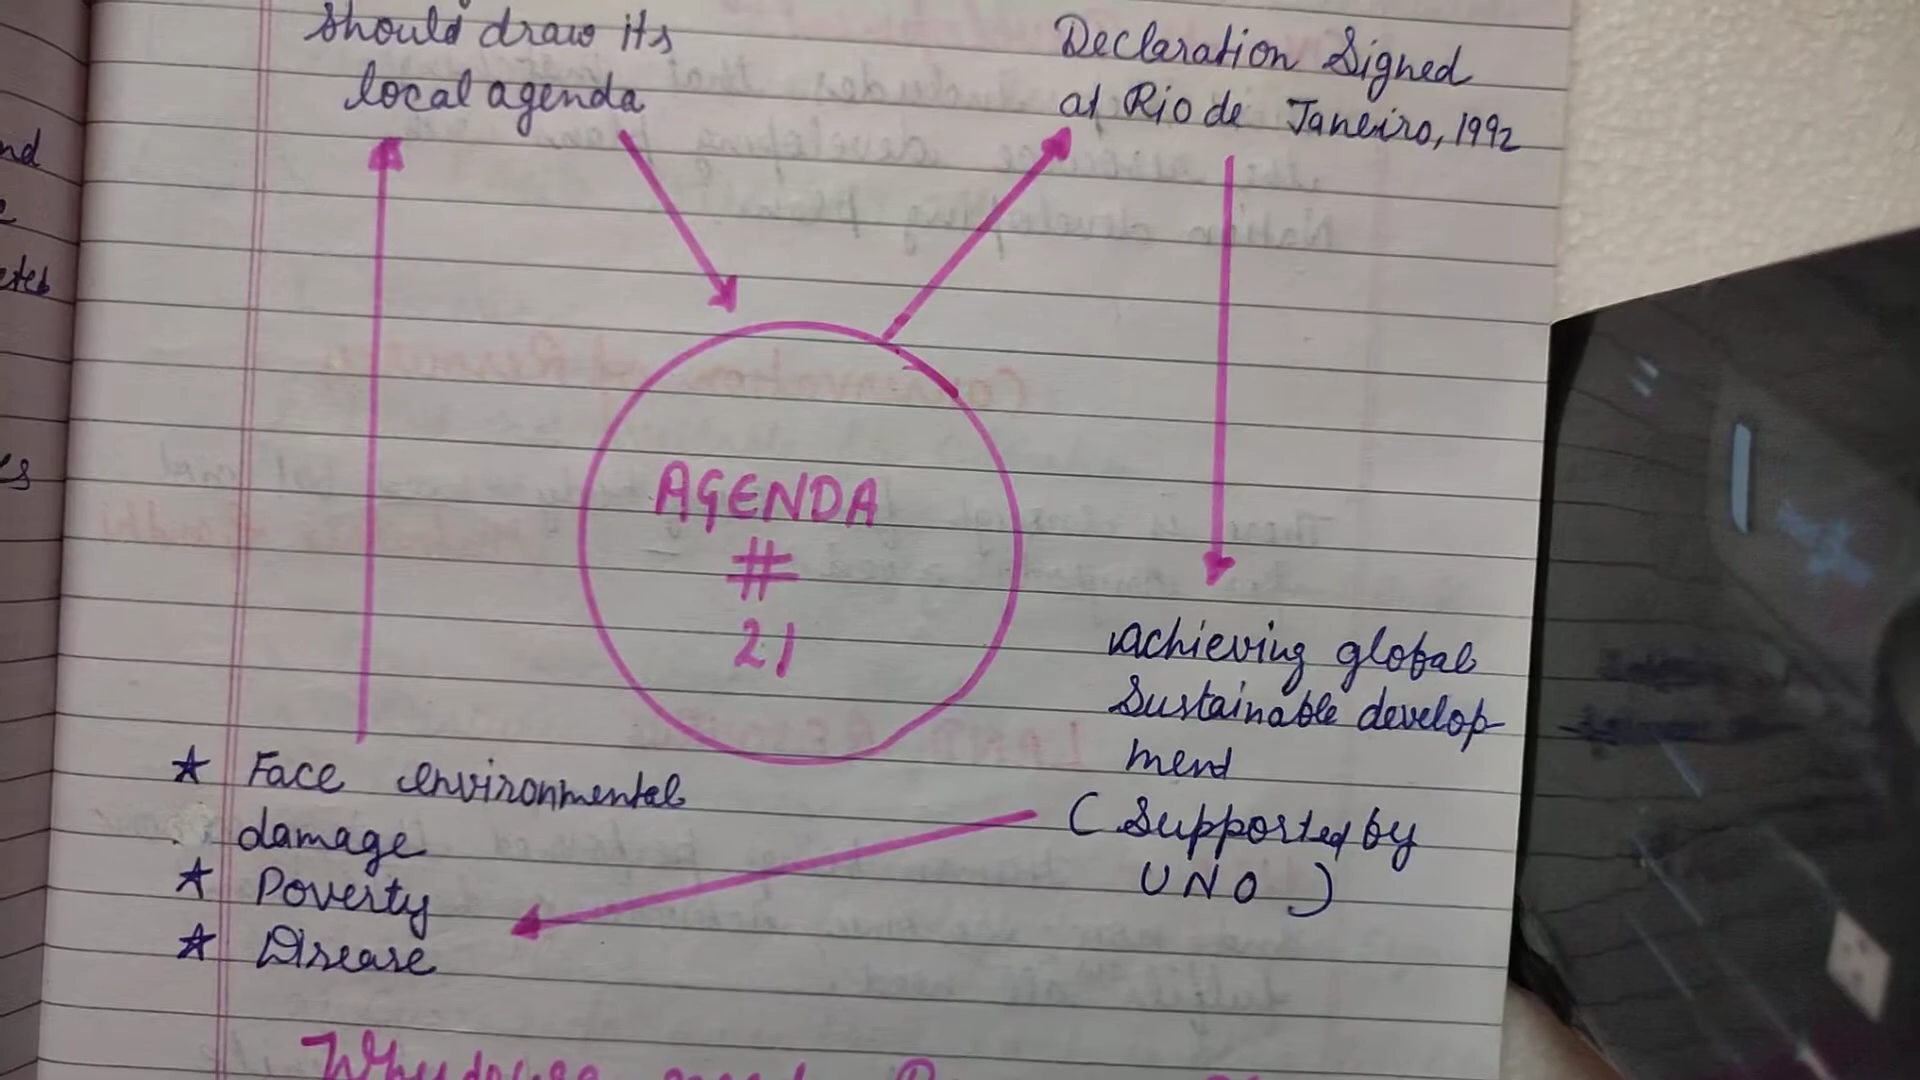 should draw its
local agenda
Declaration Signed
at Rio de Janeiro, 1992
AGENDA
#
21
achieving global
Sustainable develop-
ment
(Supported by
UNO)
★ Face environmental
damage
★ Poverty
★ Disease
nd